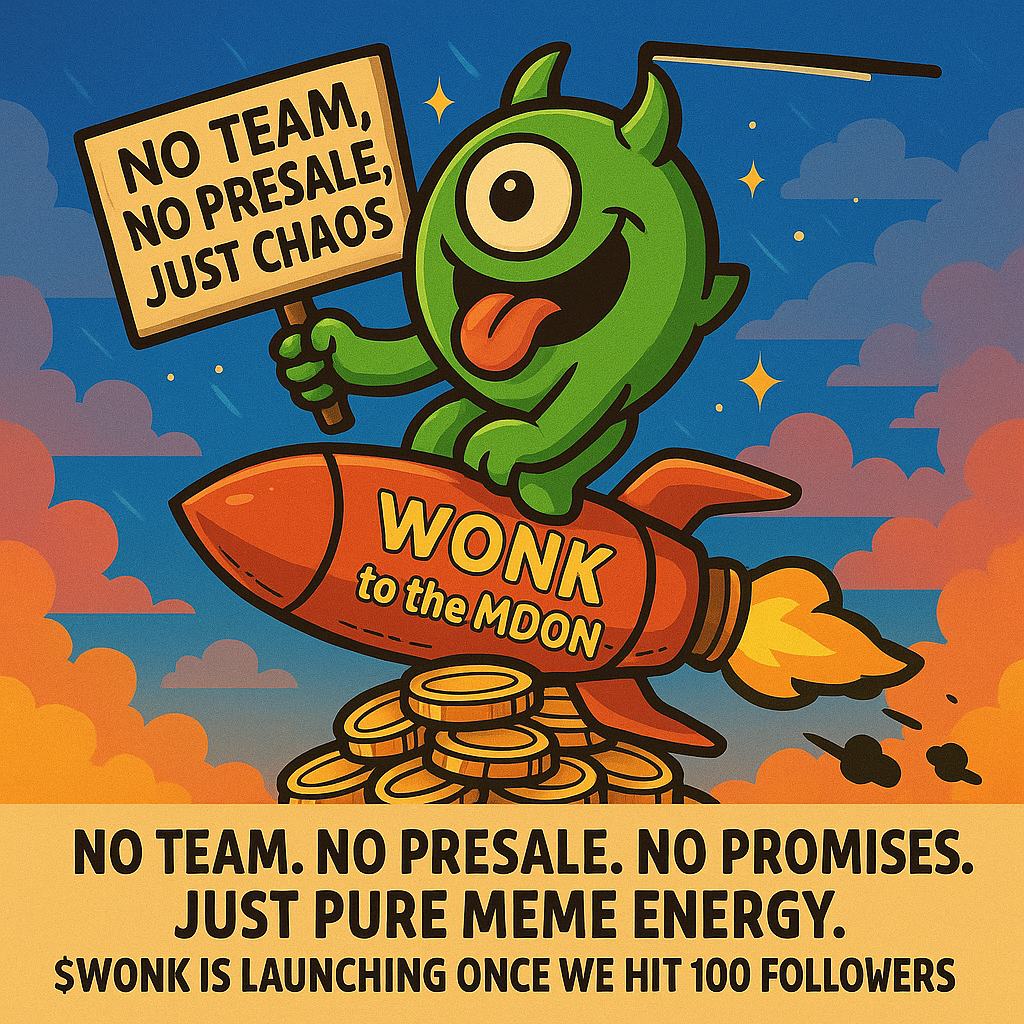 NO TEAM,
NO PRESALE,
JUST CHAOS
WONK
to the MDON
NO TEAM. NO PRESALE. NO PROMISES.
JUST PURE MEME ENERGY.
$WONK IS LAUNCHING ONCE WE HIT 100 FOLLOWERS